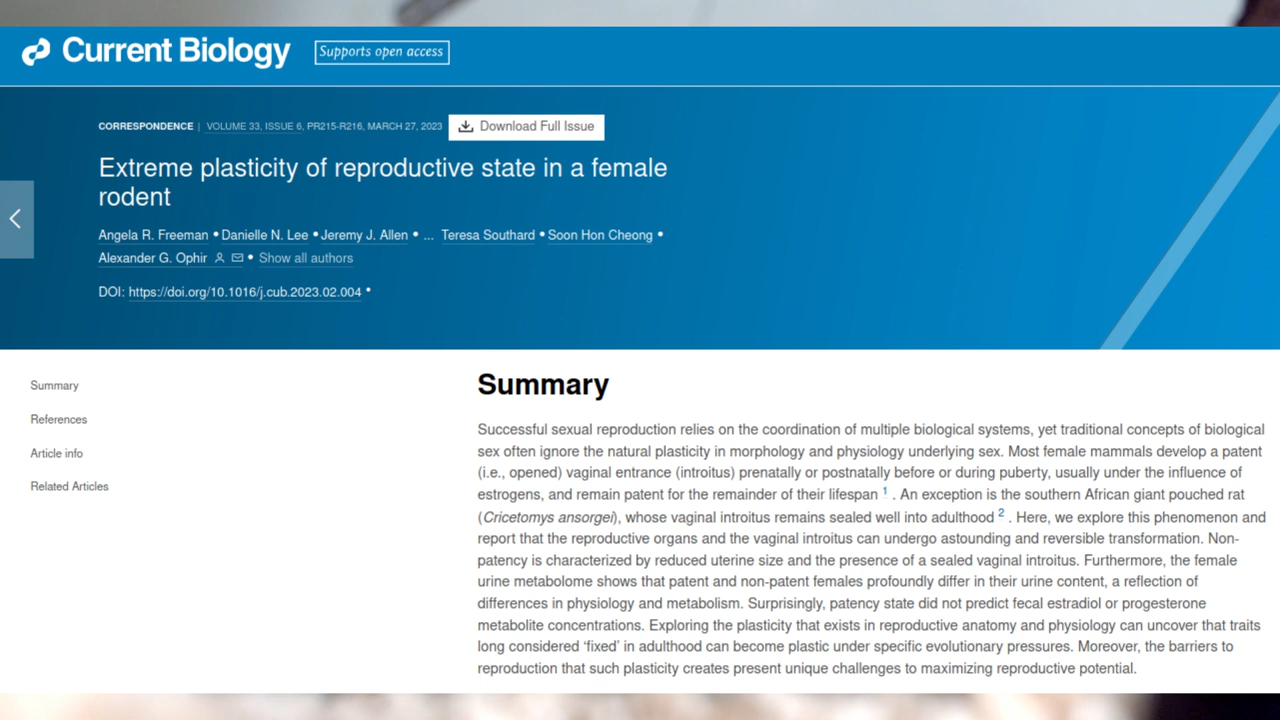 Current Biology
Supports open access
CORRESPONDENCE | VOLUME 33, ISSUE 6, PR215-R216, MARCH 27, 2023
Download Full Issue
Extreme plasticity of reproductive state in a female
rodent
Angela R. Freeman • Danielle N. Lee • Jeremy J. Allen • ... Teresa Southard • Soon Hon Cheong •
Alexander G. Ophir • Show all authors
DOI: https://doi.org/10.1016/j.cub.2023.02.004 •
Summary
References
Article info
Related Articles
Summary
Successful sexual reproduction relies on the coordination of multiple biological systems, yet traditional concepts of biological
sex often ignore the natural plasticity in morphology and physiology underlying sex. Most female mammals develop a patent
(i.e., opened) vaginal entrance (introitus) prenatally or postnatally before or during puberty, usually under the influence of
estrogens, and remain patent for the remainder of their lifespan 1 . An exception is the southern African giant pouched rat
(Cricetomys ansorgei), whose vaginal introitus remains sealed well into adulthood 2 . Here, we explore this phenomenon and
report that the reproductive organs and the vaginal introitus can undergo astounding and reversible transformation. Non-
patency is characterized by reduced uterine size and the presence of a sealed vaginal introitus. Furthermore, the female
urine metabolome shows that patent and non-patent females profoundly differ in their urine content, a reflection of
differences in physiology and metabolism. Surprisingly, patency state did not predict fecal estradiol or progesterone
metabolite concentrations. Exploring the plasticity that exists in reproductive anatomy and physiology can uncover that traits
long considered ‘fixed’ in adulthood can become plastic under specific evolutionary pressures. Moreover, the barriers to
reproduction that such plasticity creates present unique challenges to maximizing reproductive potential.